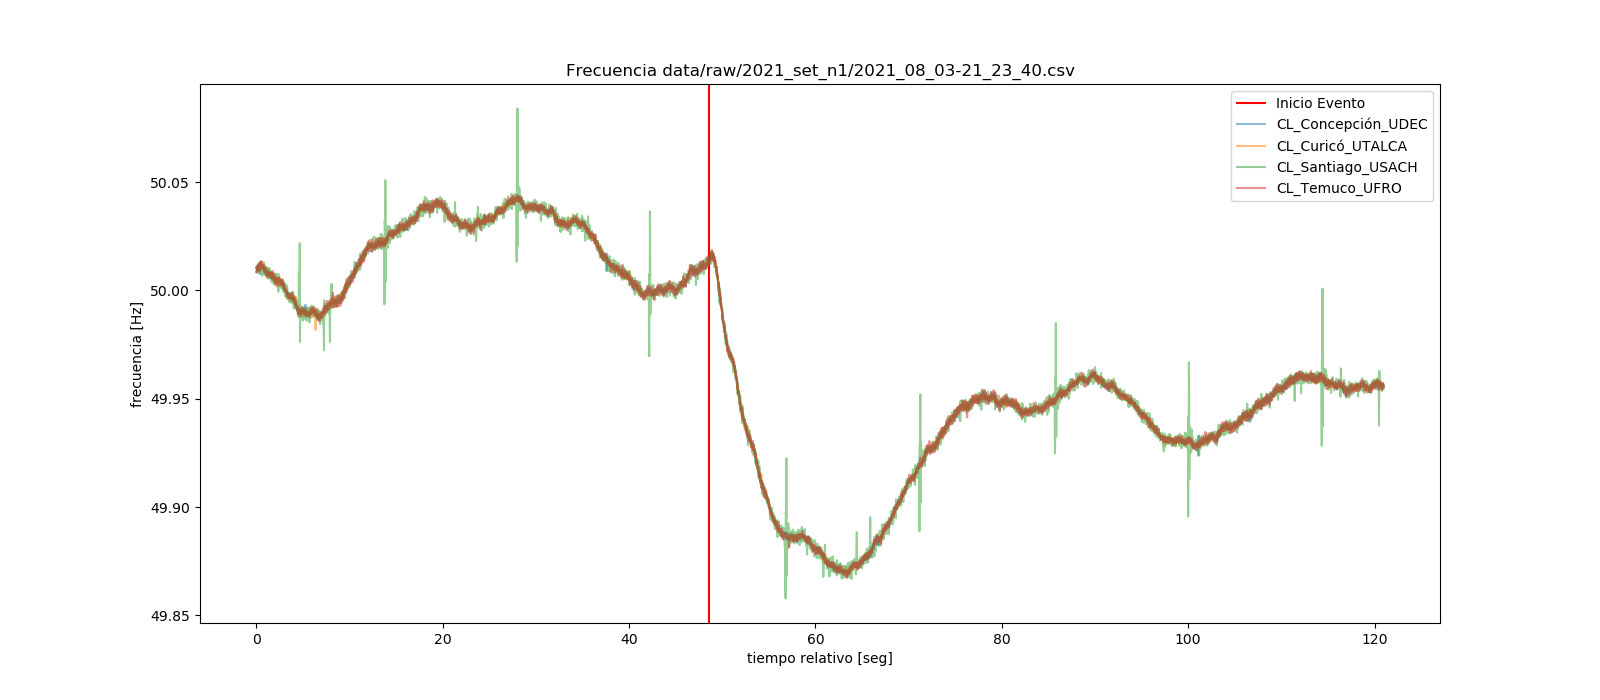 Frecuencia data/raw/2021_set_n1/2021_08_03-21_23_40.csv
Inicio Evento
CL_Concepción_UDEC
CL_Curicó_UTALCA
CL_Santiago_USACH
CL_Temuco_UFRO
frecuencia [Hz]
50.05
50.00
49.95
49.90
49.85
0 20 40 60 80 100 120
tiempo relativo [seg]